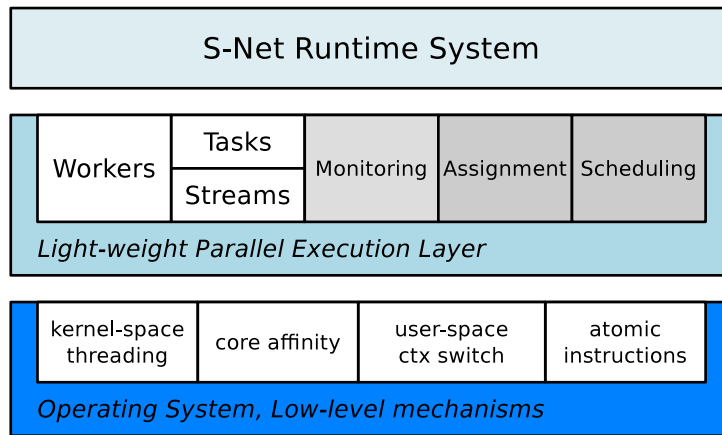 S-Net Runtime System
Workers
Tasks
Streams
Monitoring
Assignment
Scheduling
Light-weight Parallel Execution Layer
kernel-space
threading
core affinity
user-space
ctx switch
atomic
instructions
Operating System, Low-level mechanisms